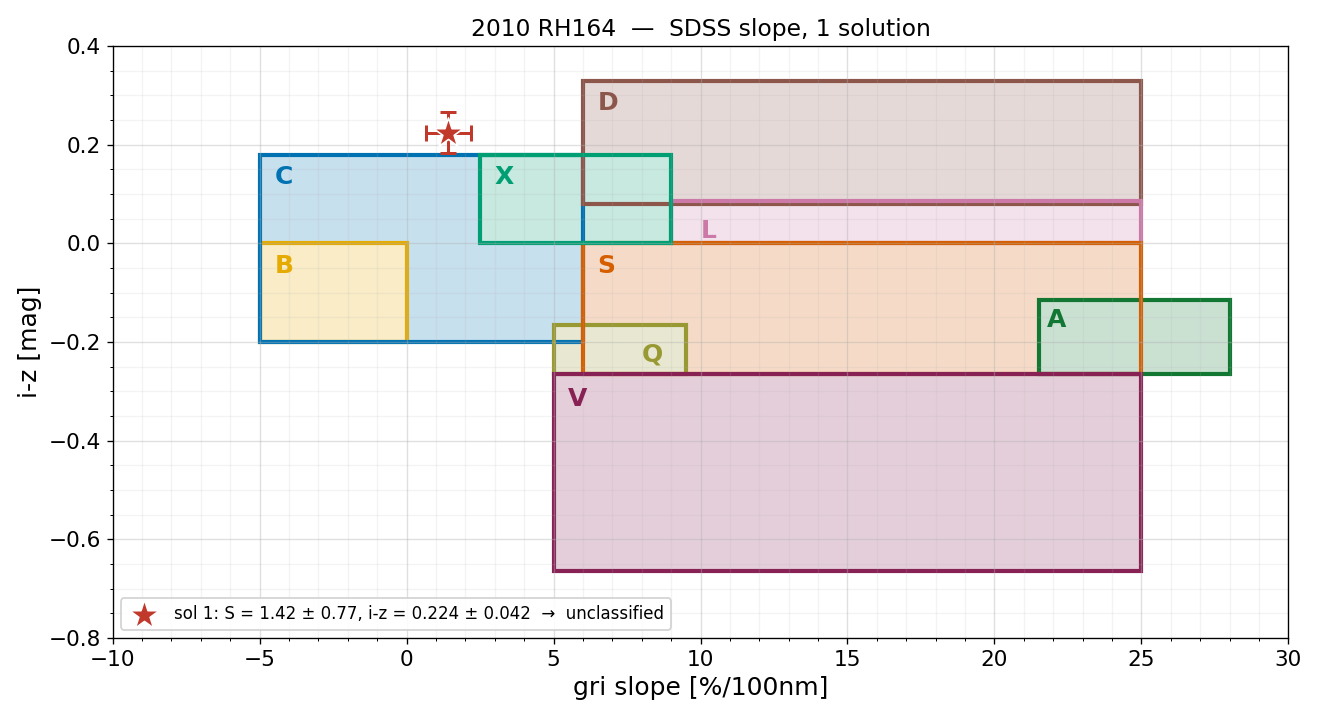 2010 RH164 — SDSS slope, 1 solution
0.4
0.2
0.0
−0.2
−0.4
−0.6
−0.8
i-z [mag]
D
C
X
L
B
S
A
Q
V
sol 1: S = 1.42 ± 0.77, i-z = 0.224 ± 0.042 → unclassified
−10
−5
0
5
10
15
20
25
30
gri slope [%/100nm]